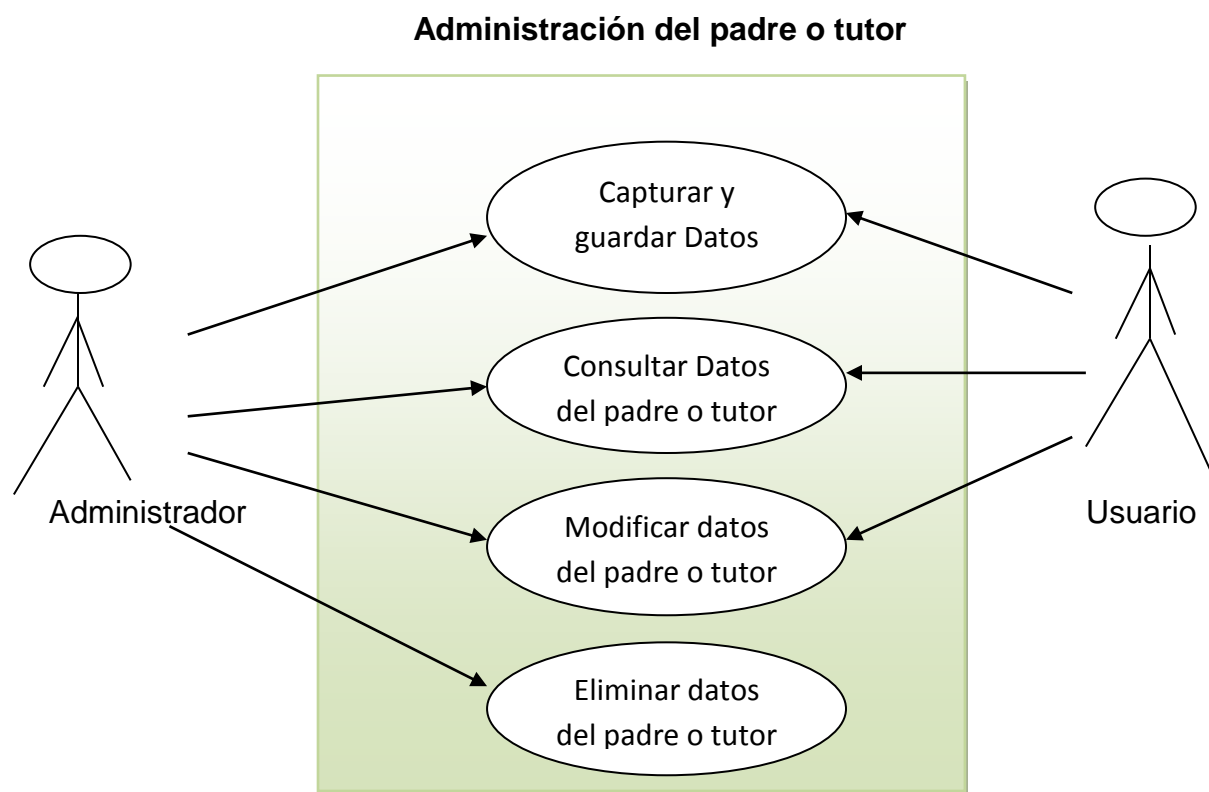 Administración del padre o tutor
Capturar y
guardar Datos
Consultar Datos
del padre o tutor
Administrador
Modificar datos
del padre o tutor
Usuario
Eliminar datos
del padre o tutor